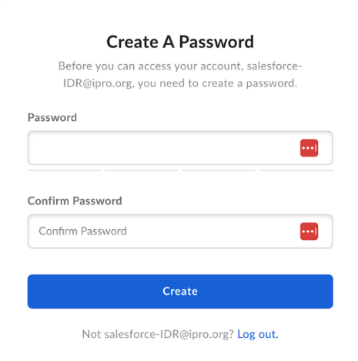 Create A Password
Before you can access your account, salesforce-
IDR@ipro.org, you need to create a password.
Password
Confirm Password
Confirm Password
Create
Not salesforce-IDR@ipro.org? Log out.